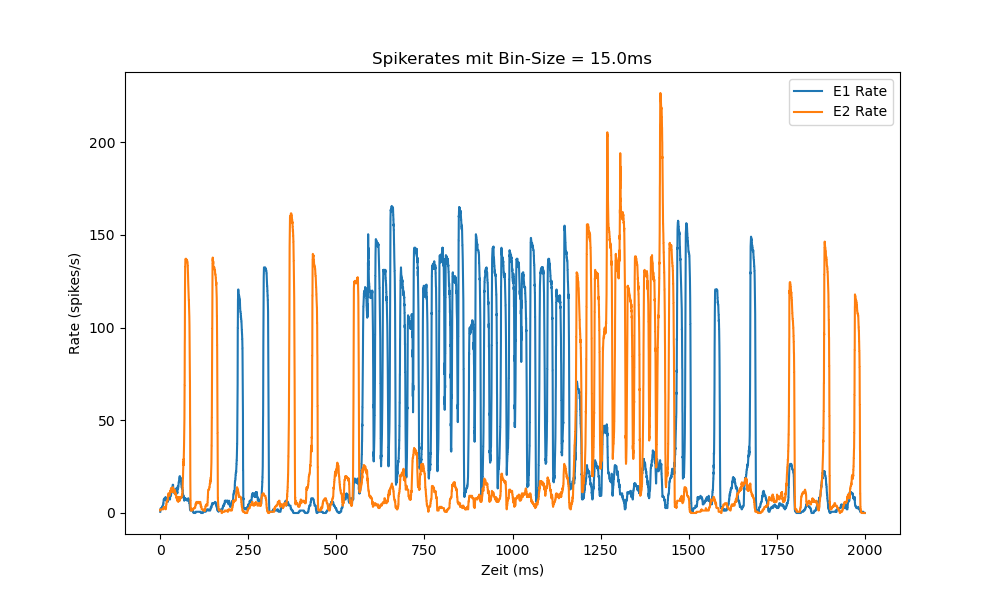 Spikerates mit Bin-Size = 15.0ms
E1 Rate
E2 Rate
Rate (spikes/s)
200
150
100
50
0
0 250 500 750 1000 1250 1500 1750 2000
Zeit (ms)